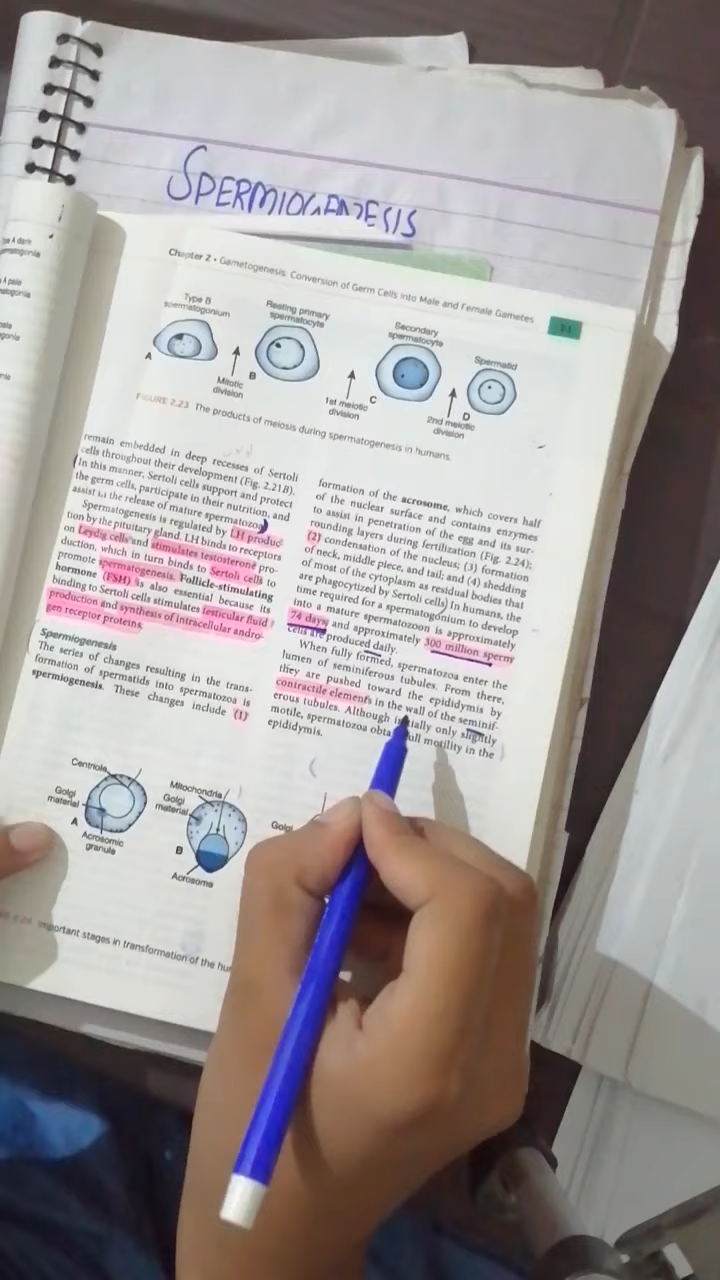 SPERMIOGENESIS
Chapter 2 • Gametogenesis: Conversion of Germ Cells Into Male and Female Gametes
31
Type B
spermatogonium
Resting primary
spermatocyte
Secondary
spermatocyte
Spermatid
A
Mitotic
division
B
1st meiotic
division
C
2nd meiotic
division
D
FIGURE 2.23 The products of meiosis during spermatogenesis in humans.
remain embedded in deep recesses of Sertoli
cells throughout their development (Fig. 2.21B).
In this manner, Sertoli cells support and protect
the germ cells, participate in their nutrition, and
assist in the release of mature spermatozoa
Spermatogenesis is regulated by LH produc-
tion by the pituitary gland. LH binds to receptors
on Leydig cells and stimulates testosterone pro-
duction, which in turn binds to Sertoli cells to
promote spermatogenesis. Follicle-stimulating
hormone (FSH) is also essential because its
binding to Sertoli cells stimulates testicular fluid
production and synthesis of intracellular andro-
gen receptor proteins.
Spermiogenesis
The series of changes resulting in the trans-
formation of spermatids into spermatozoa is
spermiogenesis. These changes include (1)
formation of the acrosome, which covers half
of the nuclear surface and contains enzymes
to assist in penetration of the egg and its sur-
rounding layers during fertilization (Fig. 2.24);
(2) condensation of the nucleus; (3) formation
of neck, middle piece, and tail; and (4) shedding
of most of the cytoplasm as residual bodies that
are phagocytized by Sertoli cells) In humans, the
time required for a spermatogonium to develop
into a mature spermatozoon is approximately
74 days, and approximately 300 million sperm
cells are produced daily.
When fully formed, spermatozoa enter the
lumen of seminiferous tubules. From there,
they are pushed toward the epididymis by
contractile elements in the wall of the seminif-
erous tubules. Although initially only slightly
motile, spermatozoa obtain full motility in the
epididymis.
Centriole
Golgi
material
A
Acrosomic
granule
Mitochondria
Golgi
material
B
Acrosome
Golgi
2.24 Important stages in transformation of the hu